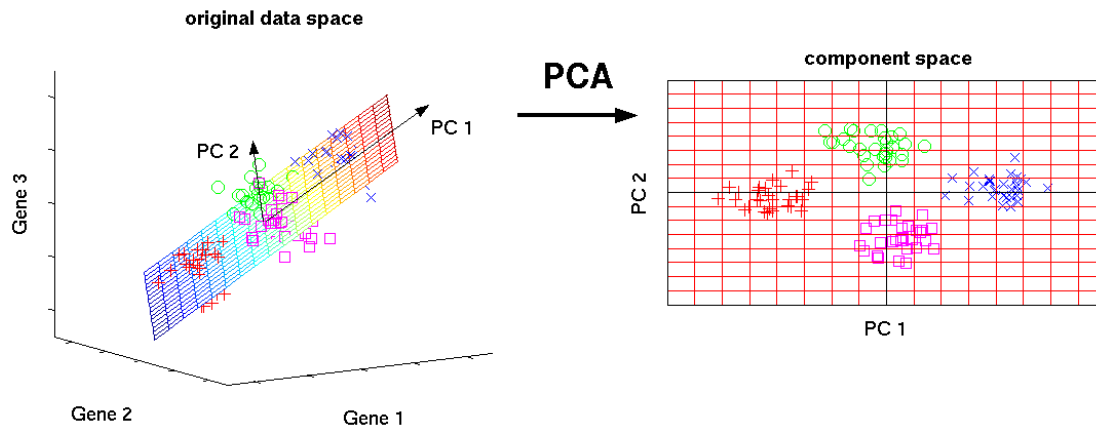 original data space
PC 1
PC 2
Gene 3
Gene 2
Gene 1
PCA
component space
PC 2
PC 1